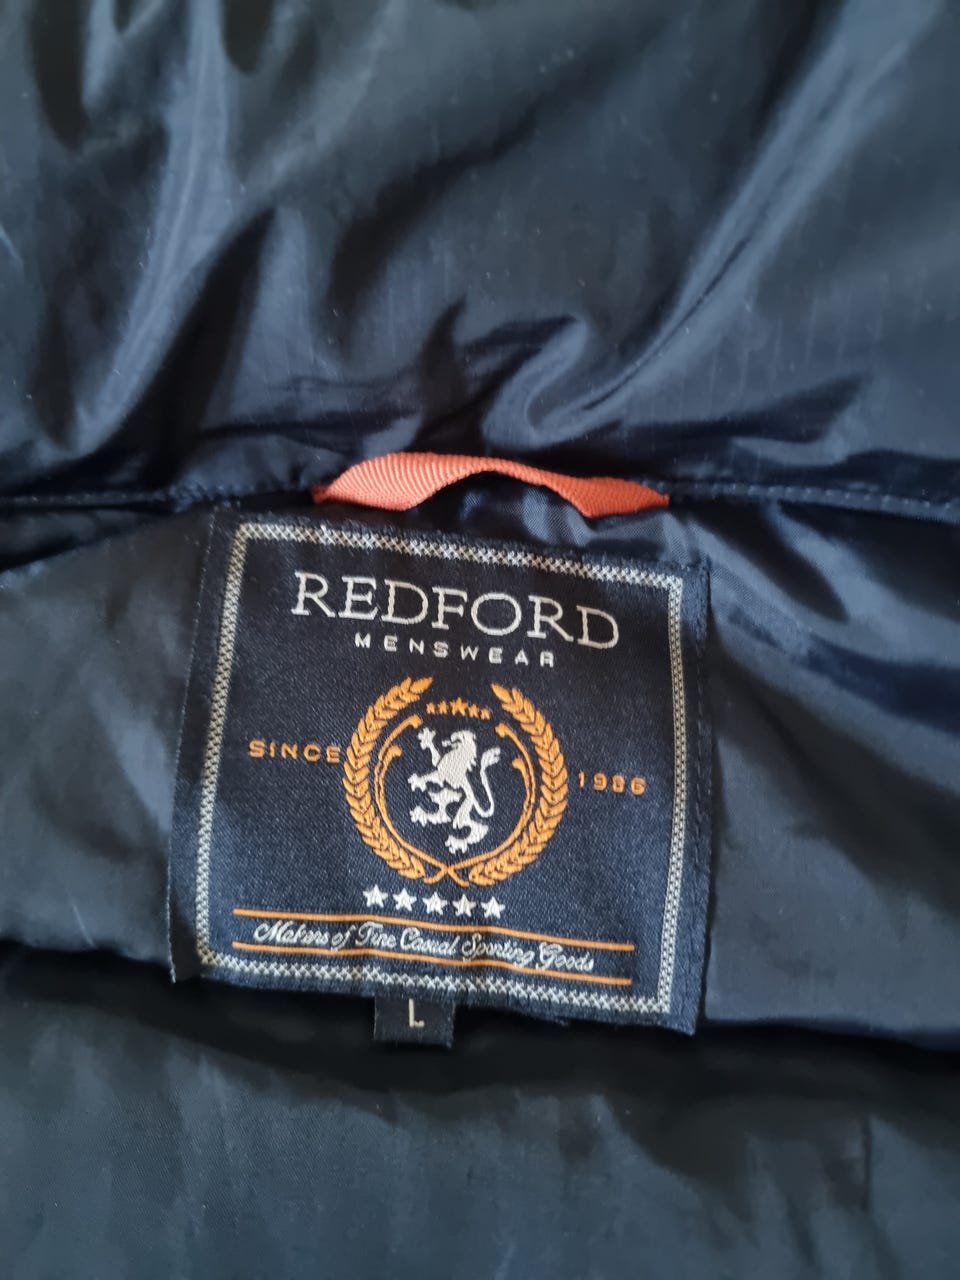 REDFORD
MENSWEAR
SINCE 1986
Makers of Fine Casual Sporting Goods
L